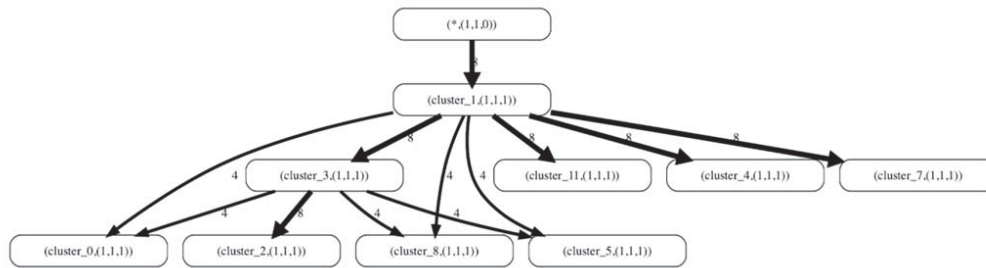 (*,(1,1,0))
8
(cluster_1,(1,1,1))
8
8
8
8
4
(cluster_3,(1,1,1))
4
4
(cluster_11,(1,1,1))
(cluster_4,(1,1,1))
(cluster_7,(1,1,1))
4
8
4
4
(cluster_0,(1,1,1))
(cluster_2,(1,1,1))
(cluster_8,(1,1,1))
(cluster_5,(1,1,1))